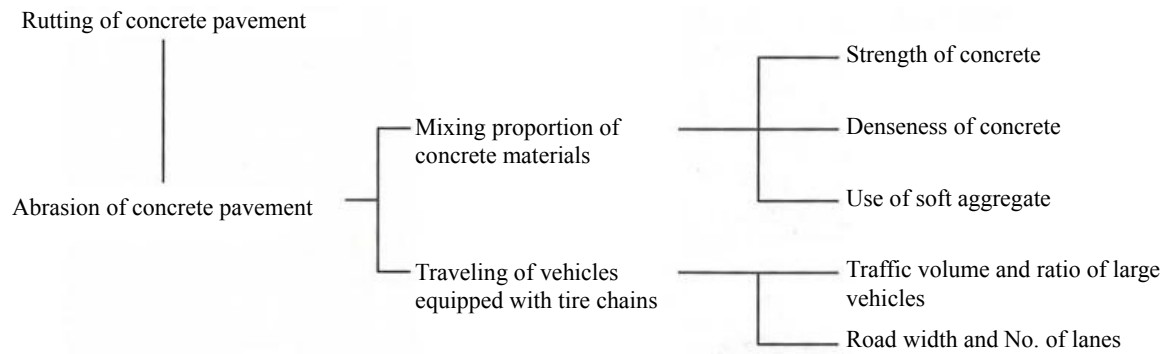 Rutting of concrete pavement
Strength of concrete
Mixing proportion of
concrete materials
Denseness of concrete
Abrasion of concrete pavement
Use of soft aggregate
Traveling of vehicles
equipped with tire chains
Traffic volume and ratio of large
vehicles
Road width and No. of lanes